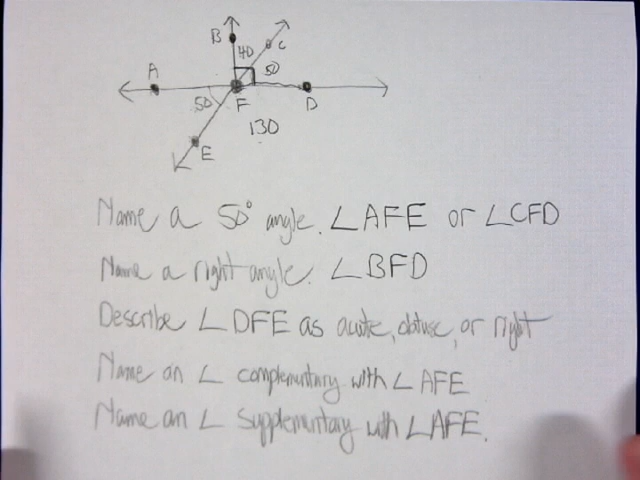 B
40
C
A
50
50
F
D
130
E
Name a 50° angle. ∠AFE or ∠CFD
Name a right angle. ∠BFD
Describe ∠DFE as acute, obtuse, or right
Name an ∠ complementary with ∠AFE
Name an ∠ supplementary with ∠AFE.